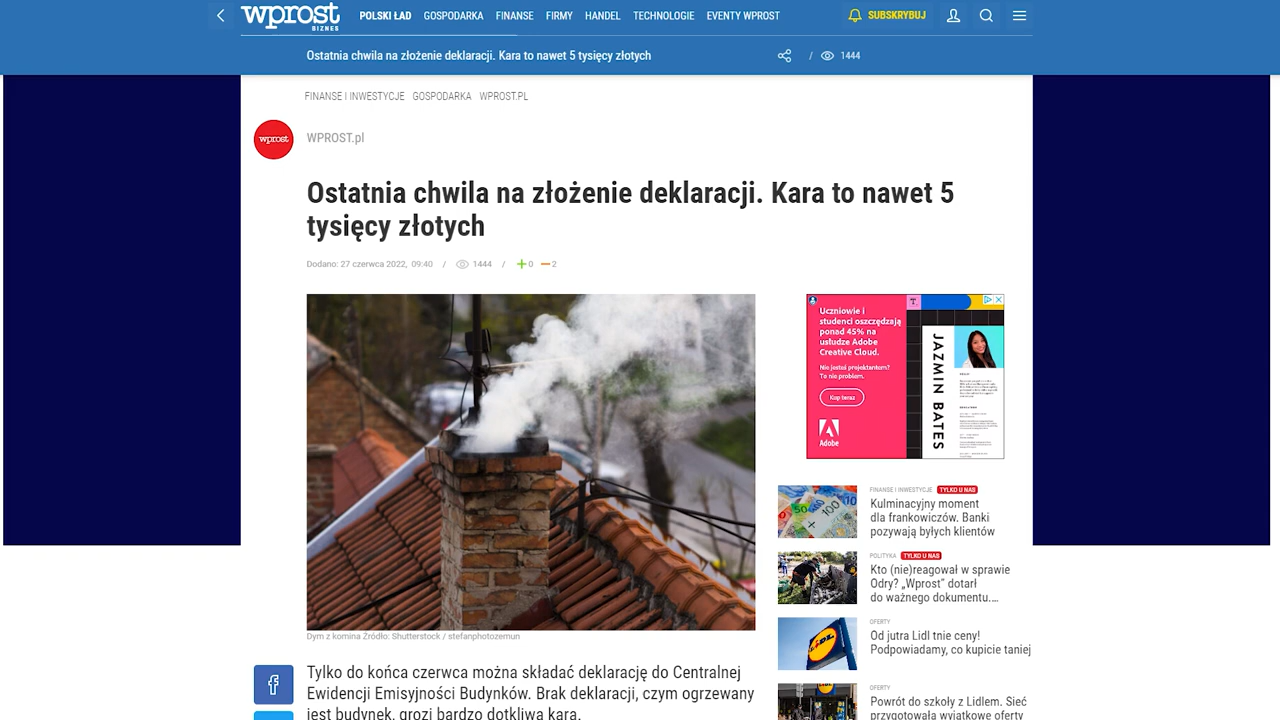 wprost
BIZNES
POLSKI ŁAD GOSPODARKA FINANSE FIRMY HANDEL TECHNOLOGIE EVENTY WPROST
SUBSKRYBUJ
Ostatnia chwila na złożenie deklaracji. Kara to nawet 5 tysięcy złotych
/ 1444
FINANSE I INWESTYCJE GOSPODARKA WPROST.PL
wprost
WPROST.pl
Ostatnia chwila na złożenie deklaracji. Kara to nawet 5
tysięcy złotych
Dodano: 27 czerwca 2022, 09:40 / 1444 / 0 2
Uczniowie i
studenci oszczędzają
ponad 45% na
usłudze Adobe
Creative Cloud.
Nie jesteś projektantem?
To nie problem.
Kup teraz
Adobe
JAZMIN BATES
FINANSE I INWESTYCJE TYLKO U NAS
Kulminacyjny moment
dla frankowiczów. Banki
pozywają byłych klientów
POLITYKA TYLKO U NAS
Kto (nie)reagował w sprawie
Odry? „Wprost" dotarł
do ważnego dokumentu....
OFERTY
Od jutra Lidl tnie ceny!
Podpowiadamy, co kupicie taniej
OFERTY
Powrót do szkoły z Lidlem. Sieć
przygotowała wyjątkowe oferty
Dym z komina Źródło: Shutterstock / stefanphotozemun
Tylko do końca czerwca można składać deklarację do Centralnej
Ewidencji Emisyjności Budynków. Brak deklaracji, czym ogrzewany
jest budynek, grozi bardzo dotkliwa kara.